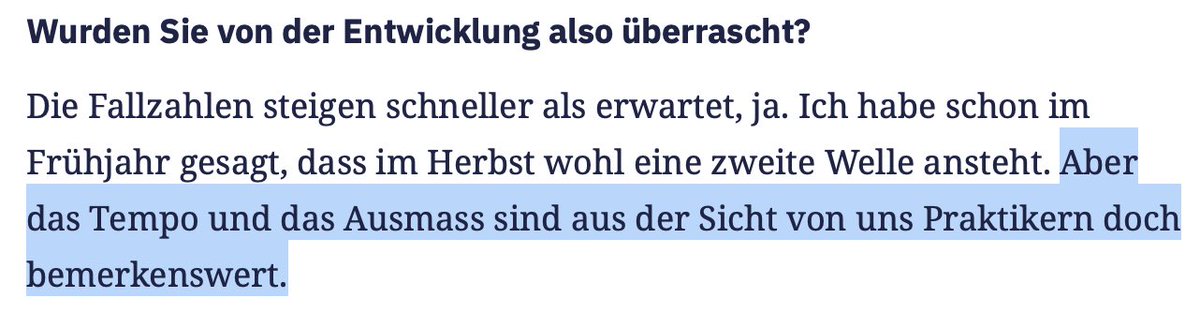 Wurden Sie von der Entwicklung also überrascht?
Die Fallzahlen steigen schneller als erwartet, ja. Ich habe schon im
Frühjahr gesagt, dass im Herbst wohl eine zweite Welle ansteht. Aber
das Tempo und das Ausmass sind aus der Sicht von uns Praktikern doch
bemerkenswert.